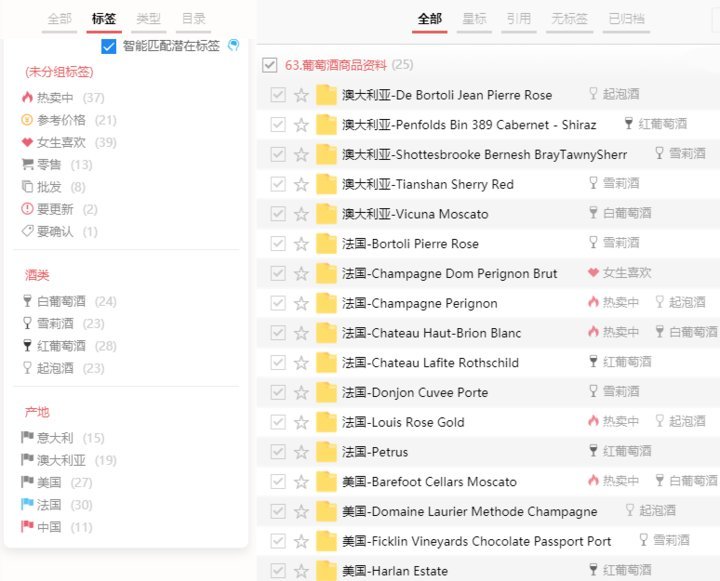 全部 标签 类型 目录
智能匹配潜在标签
(未分组标签)
热卖中 (37)
参考价格 (21)
女生喜欢 (39)
零售 (13)
批发 (8)
要更新 (2)
要确认 (1)
酒类
白葡萄酒 (24)
雪莉酒 (23)
红葡萄酒 (28)
起泡酒 (23)
产地
意大利 (15)
澳大利亚 (19)
美国 (27)
法国 (30)
中国 (11)
全部 星标 引用 无标签 已归档
63.葡萄酒商品资料 (25)
澳大利亚-De Bortoli Jean Pierre Rose 起泡酒
澳大利亚-Penfolds Bin 389 Cabernet - Shiraz 红葡萄酒
澳大利亚-Shottesbrooke Bernesh BrayTawnySherr 雪莉酒
澳大利亚-Tianshan Sherry Red 雪莉酒
澳大利亚-Vicuna Moscato 白葡萄酒
法国-Bortoli Pierre Rose 雪莉酒
法国-Champagne Dom Perignon Brut 女生喜欢
法国-Champagne Perignon 热卖中 起泡酒
法国-Chateau Haut-Brion Blanc 热卖中 白葡萄酒
法国-Chateau Lafite Rothschild 红葡萄酒
法国-Donjon Cuvee Porte 雪莉酒
法国-Louis Rose Gold 热卖中 起泡酒
法国-Petrus 红葡萄酒
美国-Barefoot Cellars Moscato 热卖中 白葡萄酒
美国-Domaine Laurier Methode Champagne 起泡酒
美国-Ficklin Vineyards Chocolate Passport Port 雪莉酒
美国-Harlan Estate 红葡萄酒